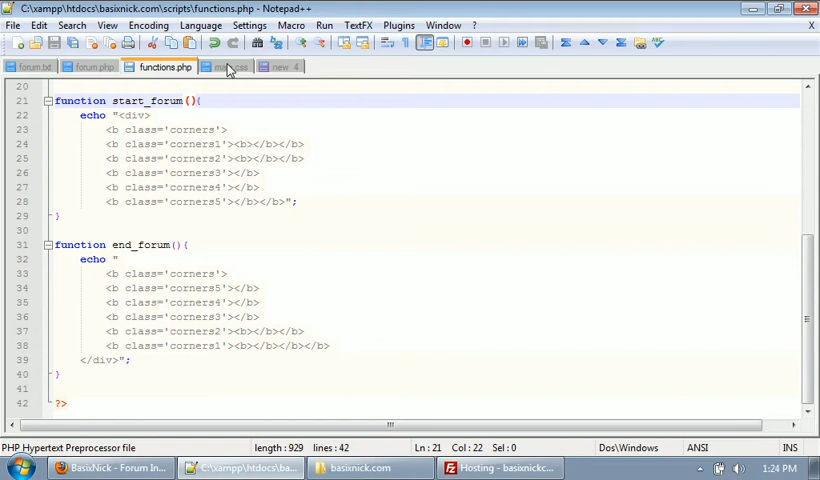 C:\xampp\htdocs\basixnick.com\scripts\functions.php - Notepad++
File Edit Search View Encoding Language Settings Macro Run TextFX Plugins Window ? X
forum.txt forum.php functions.php css new 4
20
21 function start_forum(){
22 echo "<div>
23 <b class='corners'>
24 <b class='corners1'><b></b></b>
25 <b class='corners2'><b></b></b>
26 <b class='corners3'></b>
27 <b class='corners4'></b>
28 <b class='corners5'></b></b>";
29 }
30
31 function end_forum(){
32 echo "
33 <b class='corners'>
34 <b class='corners5'></b>
35 <b class='corners4'></b>
36 <b class='corners3'></b>
37 <b class='corners2'><b></b></b>
38 <b class='corners1'><b></b></b></b>
39 </div>";
40 }
41
42 ?>
PHP Hypertext Preprocessor file length : 929 lines : 42 Ln : 21 Col : 22 Sel : 0 Dos\Windows ANSI INS
BasixNick - Forum In... C:\xampp\htdocs\ba... basixnick.com Hosting - basixnickc... 1:24 PM